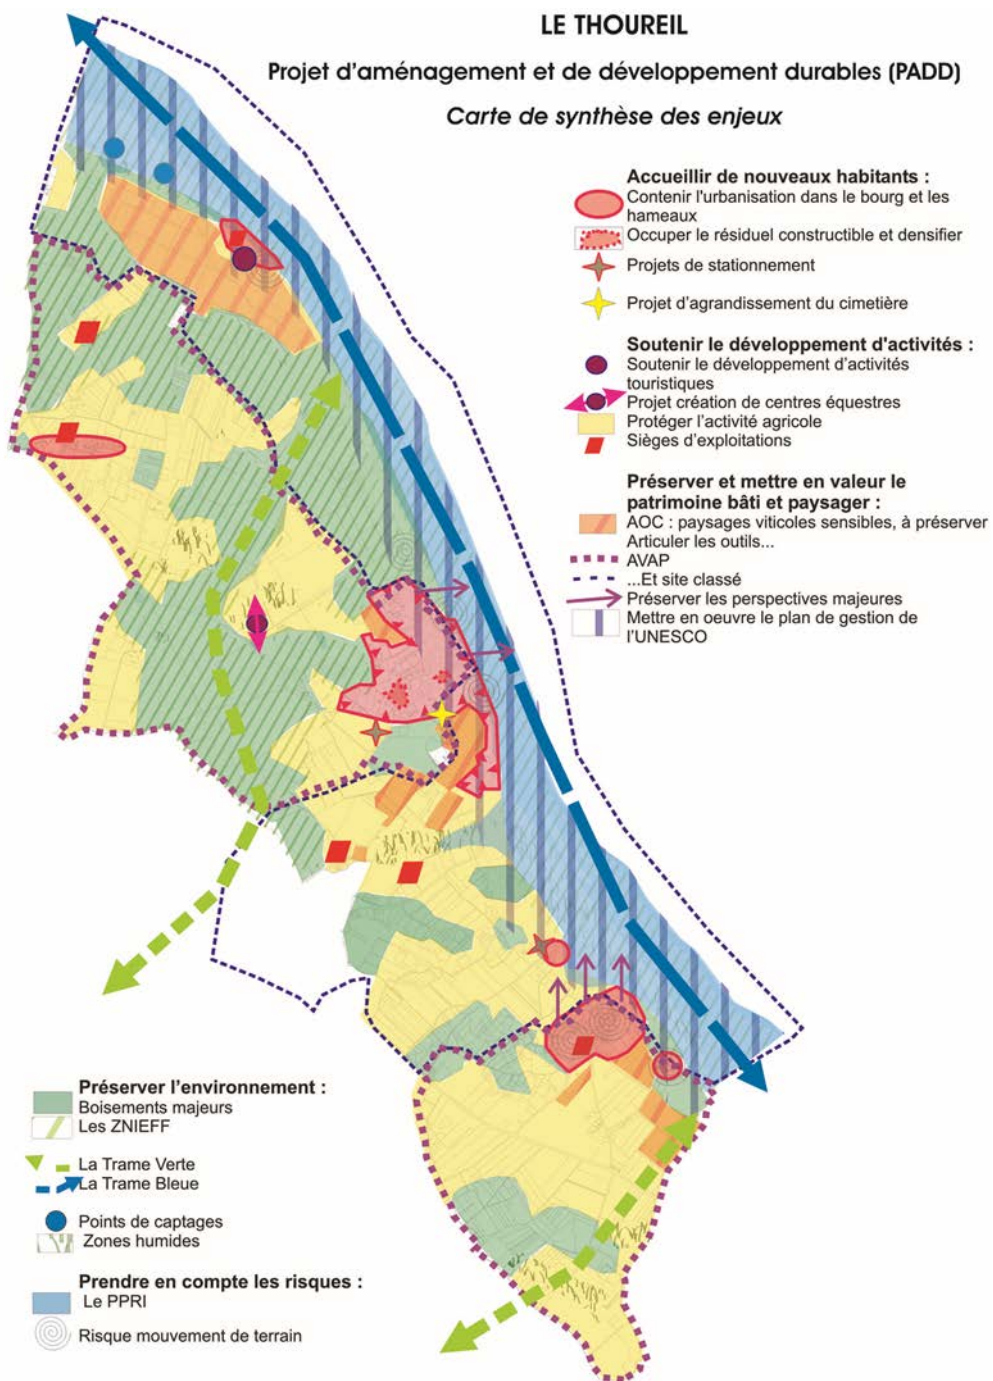 LE THOUREIL
Projet d'aménagement et de développement durables (PADD)
Carte de synthèse des enjeux
Accueillir de nouveaux habitants :
Contenir l'urbanisation dans le bourg et les
hameaux
Occuper le résiduel constructible et densifier
Projets de stationnement
Projet d'agrandissement du cimetière
Soutenir le développement d'activités :
Soutenir le développement d'activités
touristiques
Projet création de centres équestres
Protéger l'activité agricole
Sièges d'exploitations
Préserver et mettre en valeur le
patrimoine bâti et paysager :
AOC : paysages viticoles sensibles, à préserver
Articuler les outils...
AVAP
...Et site classé
Préserver les perspectives majeures
Mettre en oeuvre le plan de gestion de
l'UNESCO
Préserver l'environnement :
Boisements majeurs
Les ZNIEFF
La Trame Verte
La Trame Bleue
Points de captages
Zones humides
Prendre en compte les risques :
Le PPRI
Risque mouvement de terrain